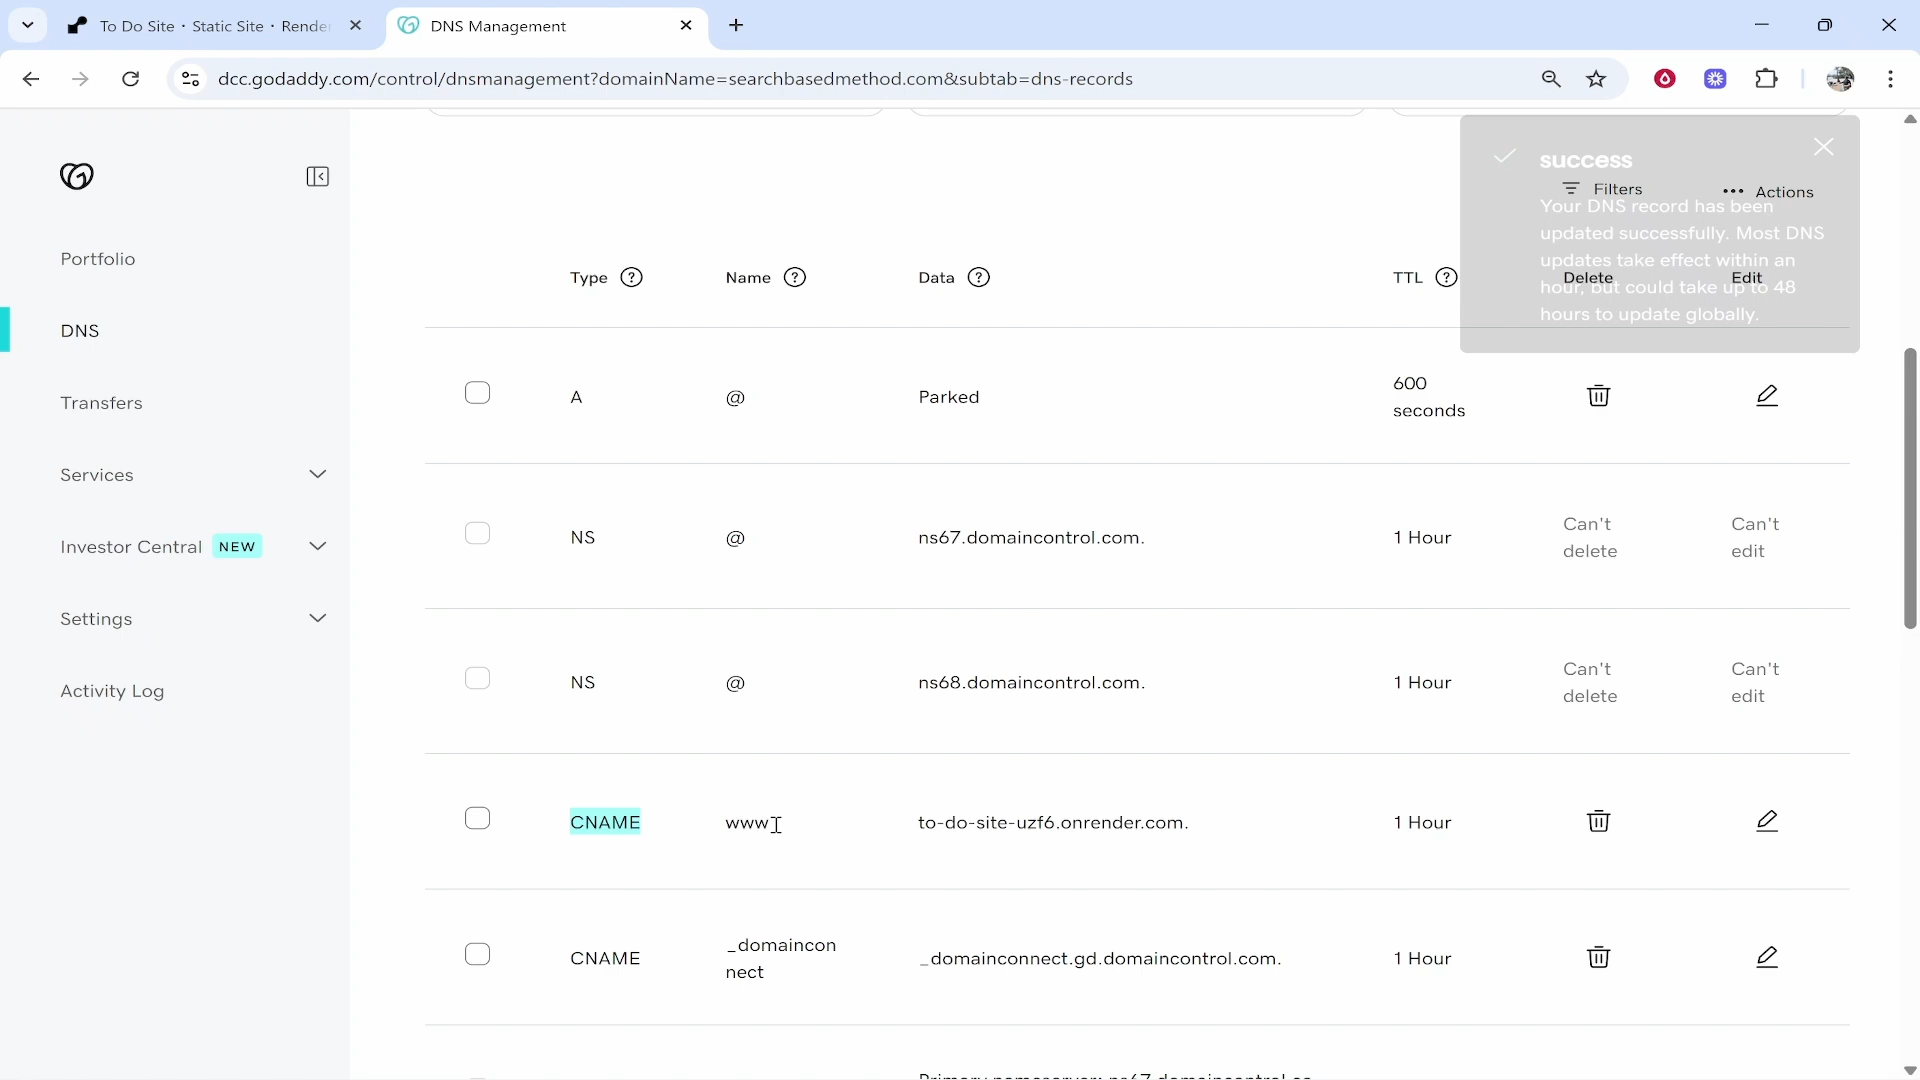 To Do Site · Static Site · Rende
DNS Management
dcc.godaddy.com/control/dnsmanagement?domainName=searchbasedmethod.com&subtab=dns-records
success
Filters
Actions
Your DNS record has been
updated successfully. Most DNS
updates take effect within an
hour, but could take up to 48
hours to update globally.
Portfolio
DNS
Transfers
Services
Investor Central NEW
Settings
Activity Log
Type Name Data TTL Delete Edit
A @ Parked 600
seconds
NS @ ns67.domaincontrol.com. 1 Hour Can't
delete
Can't
edit
NS @ ns68.domaincontrol.com. 1 Hour Can't
delete
Can't
edit
CNAME www to-do-site-uzf6.onrender.com. 1 Hour
CNAME _domaincon
nect
_domainconnect.gd.domaincontrol.com. 1 Hour
Primary nameserver: ns67.domaincontrol.co